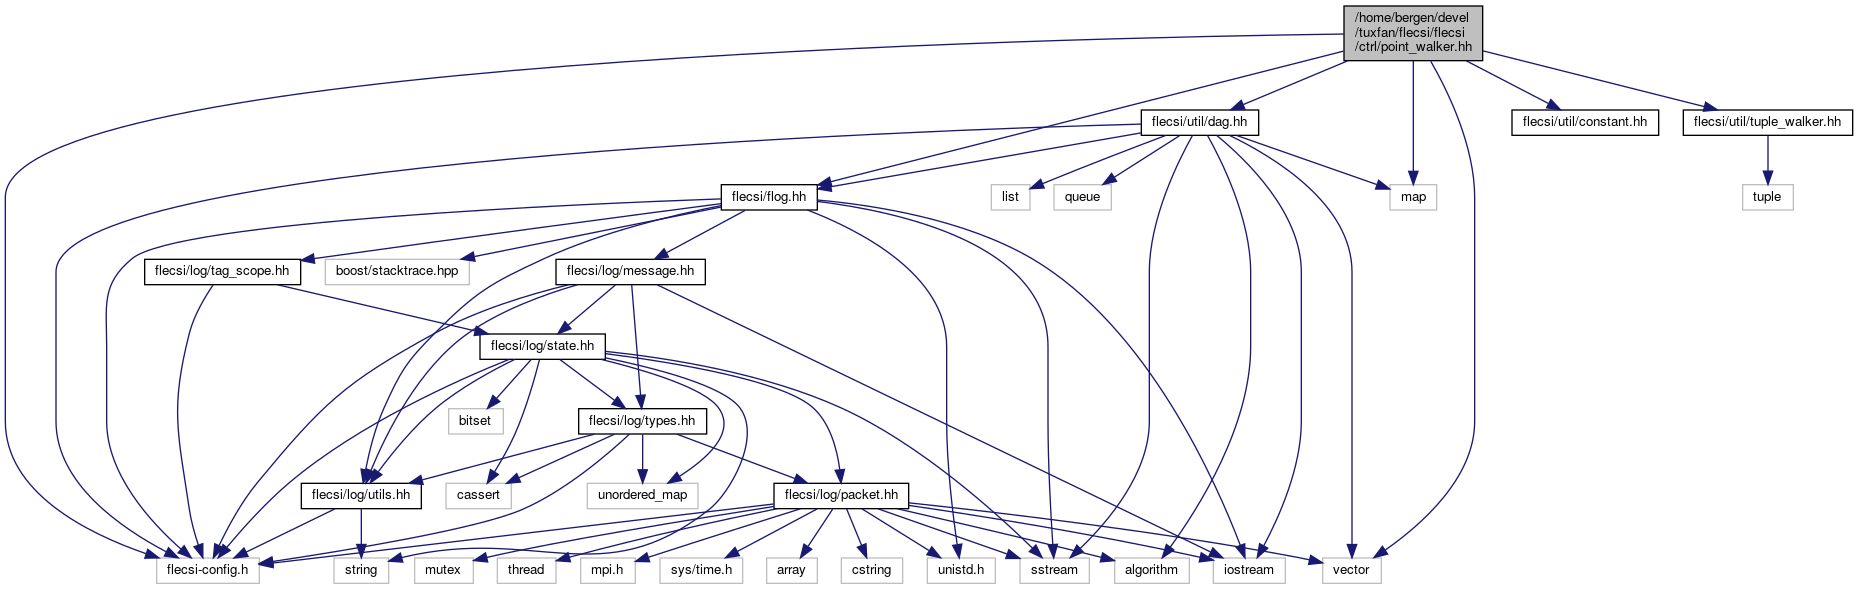 /home/bergen/devel
/tuxfan/flecsi/flecsi
/ctrl/point_walker.hh
flecsi/util/dag.hh
flecsi/util/constant.hh
flecsi/util/tuple_walker.hh
flecsi/flog.hh
list
queue
map
tuple
flecsi/log/tag_scope.hh
boost/stacktrace.hpp
flecsi/log/message.hh
flecsi/log/state.hh
bitset
flecsi/log/types.hh
flecsi/log/utils.hh
cassert
unordered_map
flecsi/log/packet.hh
flecsi-config.h
string
mutex
thread
mpi.h
sys/time.h
array
cstring
unistd.h
sstream
algorithm
iostream
vector